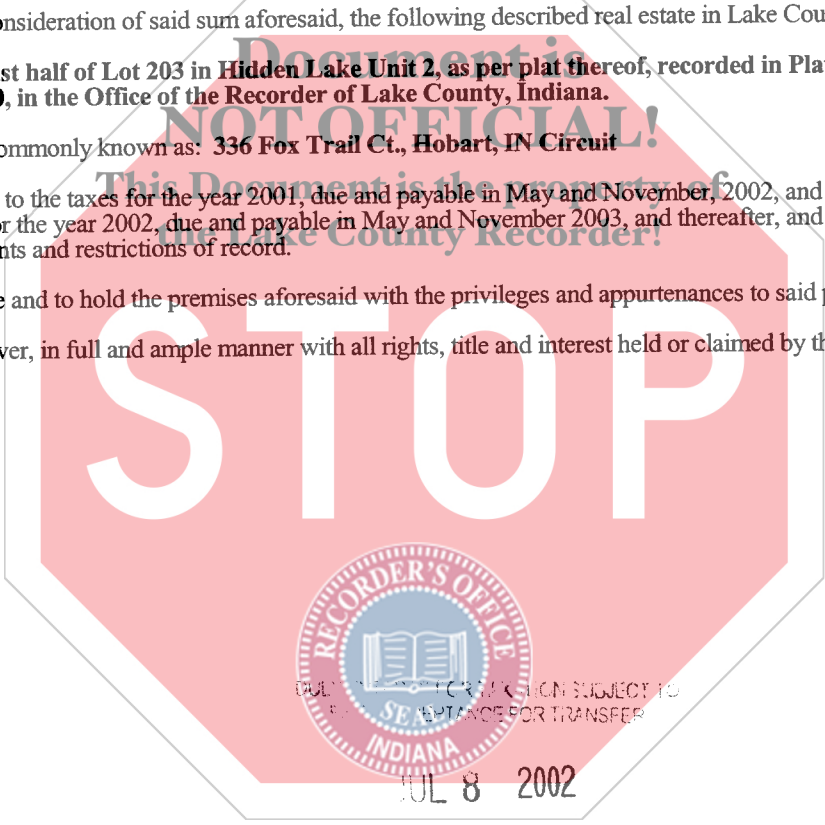 onsideration of said sum aforesaid, the following described real estate in Lake Cou
Document is
st half of Lot 203 in Hidden Lake Unit 2, as per plat thereof, recorded in Pla
, in the Office of the Recorder of Lake County, Indiana.
NOT OFFICIAL!
ommonly known as: 336 Fox Trail Ct., Hobart, IN Circuit
This Document is the property of
to the taxes for the year 2001, due and payable in May and November, 2002, and
or the year 2002, due and payable in May and November 2003, and thereafter, and
the Lake County Recorder!
nts and restrictions of record.
e and to hold the premises aforesaid with the privileges and appurtenances to said p
ver, in full and ample manner with all rights, title and interest held or claimed by th
STOP
RECORDER'S OFFICE
SEAL
INDIANA
SUBJECT TO
FOR TRANSFER
JUL 8 2002